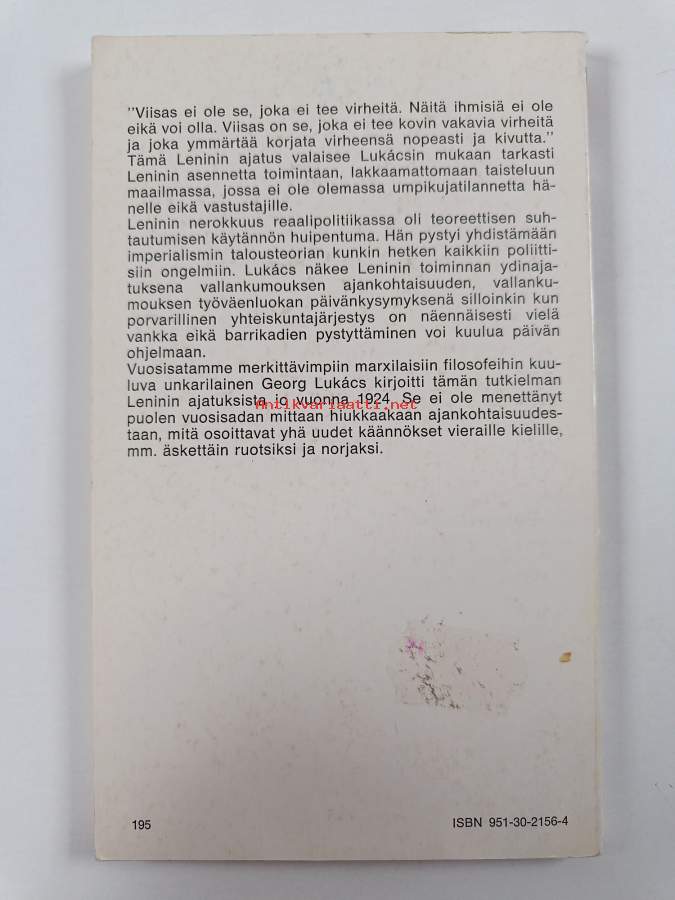 "Viisas ei ole se, joka ei tee virheitä. Näitä ihmisiä ei ole
eikä voi olla. Viisas on se, joka ei tee kovin vakavia virheitä
ja joka ymmärtää korjata virheensä nopeasti ja kivutta."
Tämä Leninin ajatus valaisee Lukácsin mukaan tarkasti
Leninin asennetta toimintaan, lakkaamattomaan taisteluun
maailmassa, jossa ei ole olemassa umpikujatilannetta hä-
nelle eikä vastustajille.
Leninin nerokkuus reaalipolitiikassa oli teoreettisen suh-
tautumisen käytännön huipentuma. Hän pystyi yhdistämään
imperialismin talousteorian kunkin hetken kaikkiin poliitti-
siin ongelmiin. Lukács näkee Leninin toiminnan ydinaja-
tuksena vallankumouksen ajankohtaisuuden, vallanku-
mouksen työväenluokan päivänkysymyksenä silloinkin kun
porvarillinen yhteiskuntajärjestys on näennäisesti vielä
vankka eikä barrikadien pystyttäminen voi kuulua päivän
ohjelmaan.
Vuosisatamme merkittävimpiin marxilaisiin filosofeihin kuu-
luva unkarilainen Georg Lukács kirjoitti tämän tutkielman
Leninin ajatuksista jo vuonna 1924. Se ei ole menettänyt
Antikvariaatti.net
puolen vuosisadan mittaan hiukkaakaan ajankohtaisuudes-
taan, mitä osoittavat yhä uudet käännökset vieraille kielille,
mm. äskettäin ruotsiksi ja norjaksi.
195
ISBN 951-30-2156-4